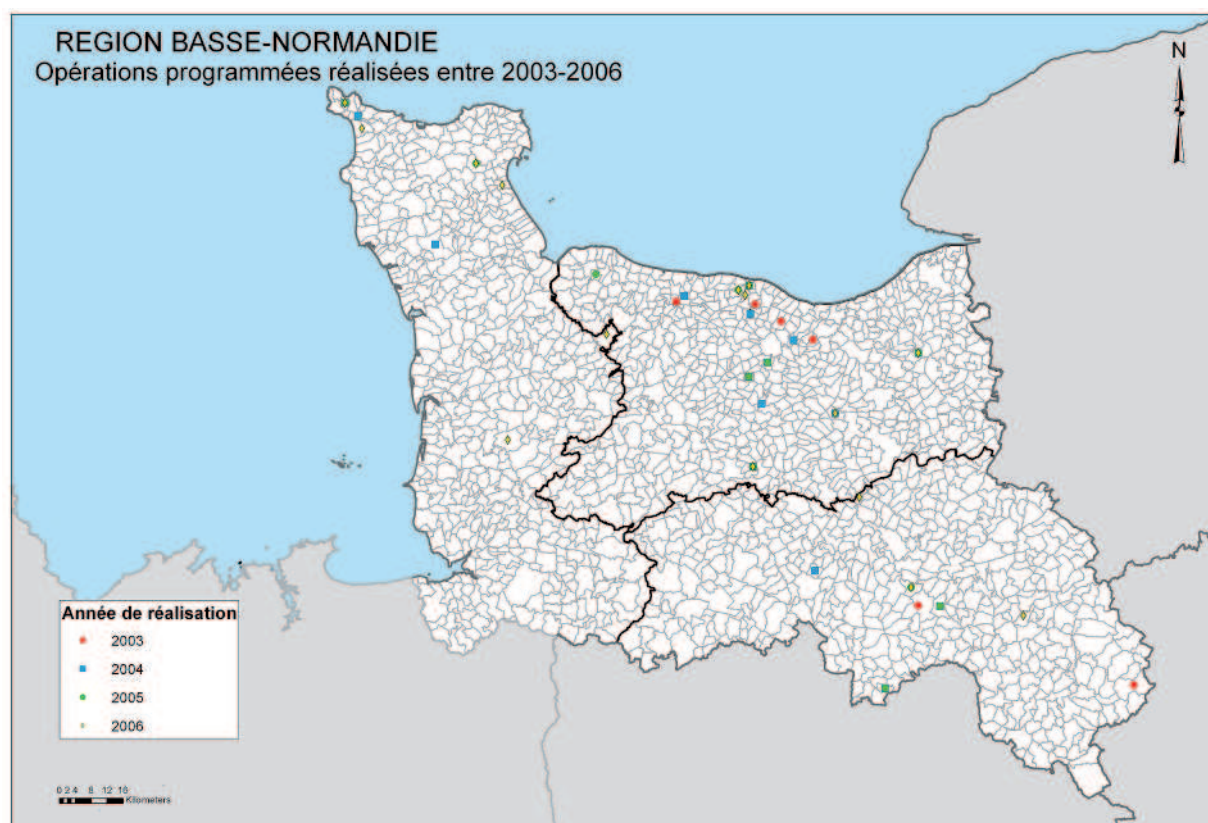 REGION BASSE-NORMANDIE
Opérations programmées réalisées entre 2003-2006
N
Année de réalisation
2003
2004
2005
2006
0 2 4 8 12 16
Kilometers